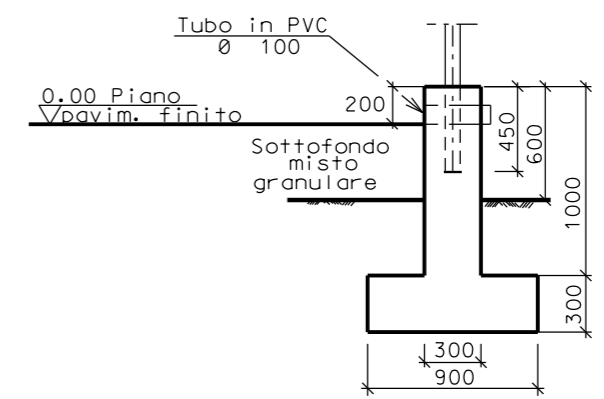 Tubo in PVC
Ø 100
0.00 Piano
pavim. finito
200
Sottofondo
misto
granulare
450
600
1000
300
300
900